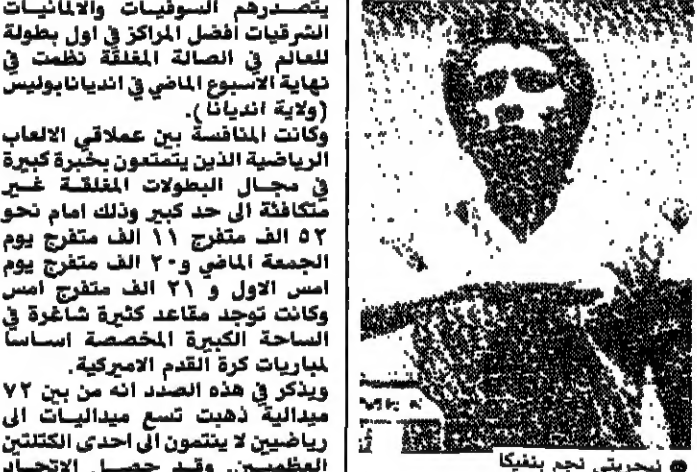 يتصدرهم السوفيات والالمانيات
الشرقيات افضل المراكز في اول بطولة
للعالم في الصالة المغلقة نظمت في
نهاية الاسبوع الماضي في انديانابوليس
(ولاية انديانا).
وكانت المنافسة بين عملاقي الالعاب
الرياضية الذين يتمتعون بخبرة كبيرة
في مجال البطولات المغلقة غير
متكافئة الى حد كبير وذلك امام نحو
٥٢ الف متفرج ١١ الف متفرج يوم
الجمعة الماضي و٢٠ الف متفرج يوم
امس الاول و ٢١ الف متفرج امس
وكانت توجد مقاعد كثيرة شاغرة في
الساحة الكبيرة المخصصة اساسا
لمباريات كرة القدم الاميركية.
ويذكر في هذه الصدد انه من بين ٧٢
ميدالية ذهبت تسع ميداليات الى
رياضيين لا ينتمون الى احدى الكتلتين
العظميين. وقد حصل الاتحاد
نجم بنفيكا